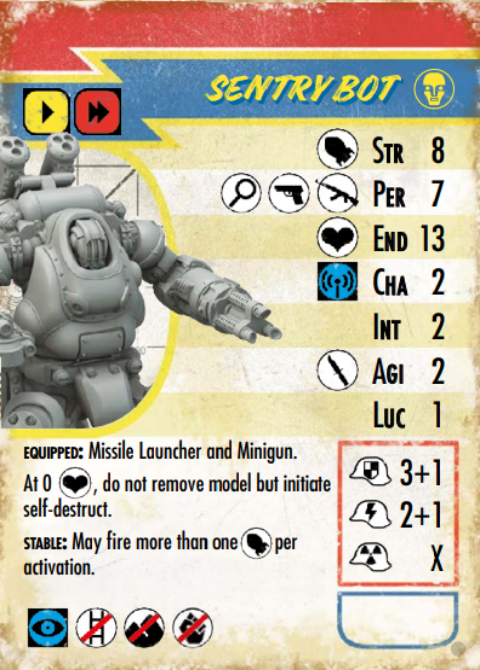 SENTRY BOT
STR 8
PER 7
END 13
CHA 2
INT 2
AGI 2
LUC 1
EQUIPPED: Missile Launcher and Minigun.
At 0 , do not remove model but initiate
self-destruct.
STABLE: May fire more than one per
activation.
3+1
2+1
X